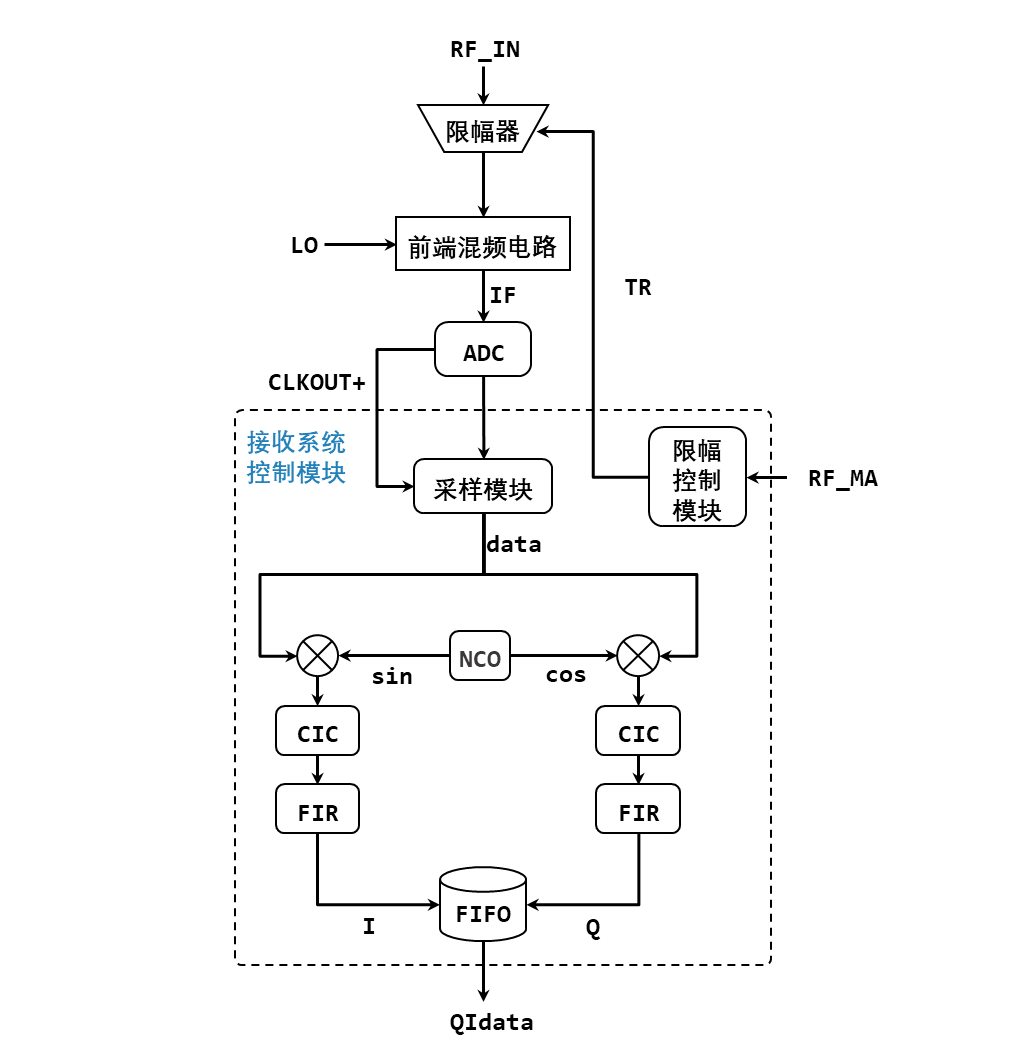 RF_IN
限幅器
LO
前端混频电路
IF
TR
ADC
CLKOUT+
接收系统
控制模块
限幅
控制
模块
RF_MA
采样模块
data
NCO
sin
cos
CIC
CIC
FIR
FIR
FIFO
I
Q
QIdata